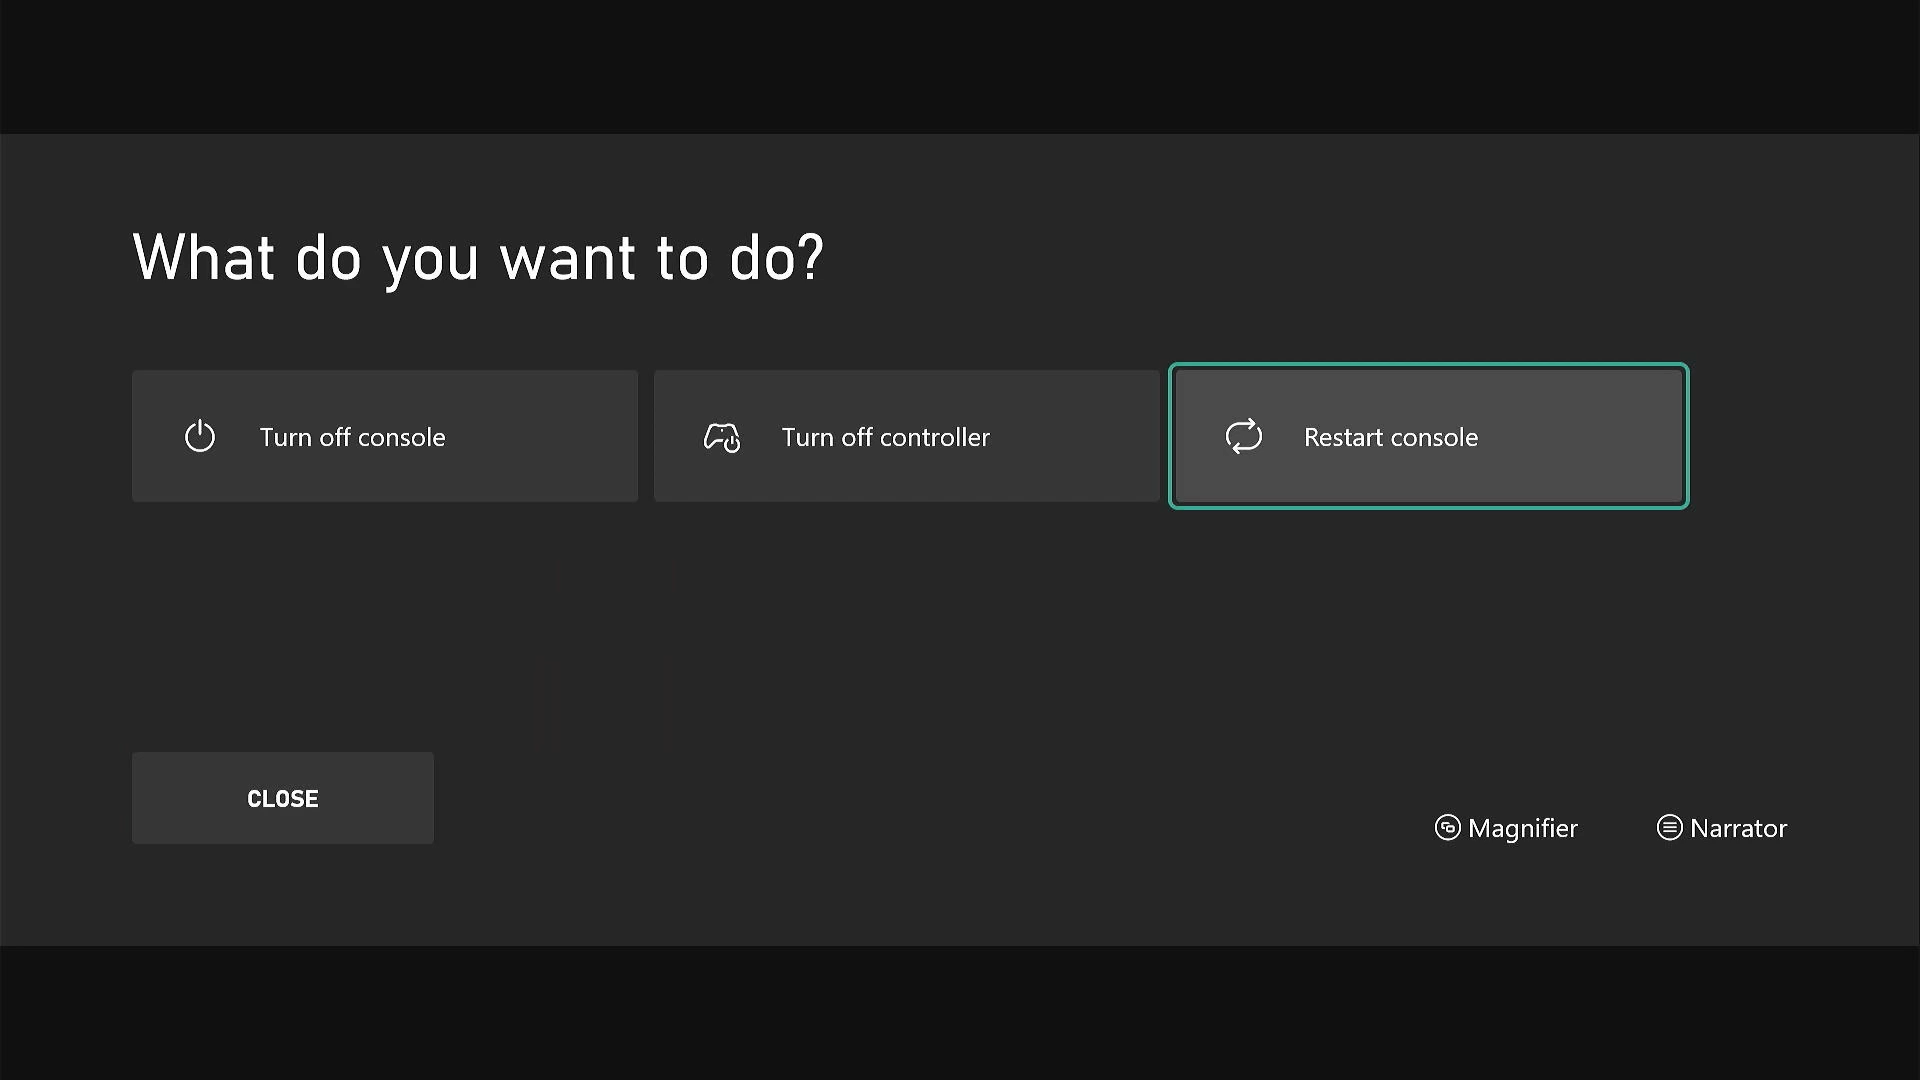 What do you want to do?
Turn off console
Turn off controller
Restart console
CLOSE
Magnifier
Narrator